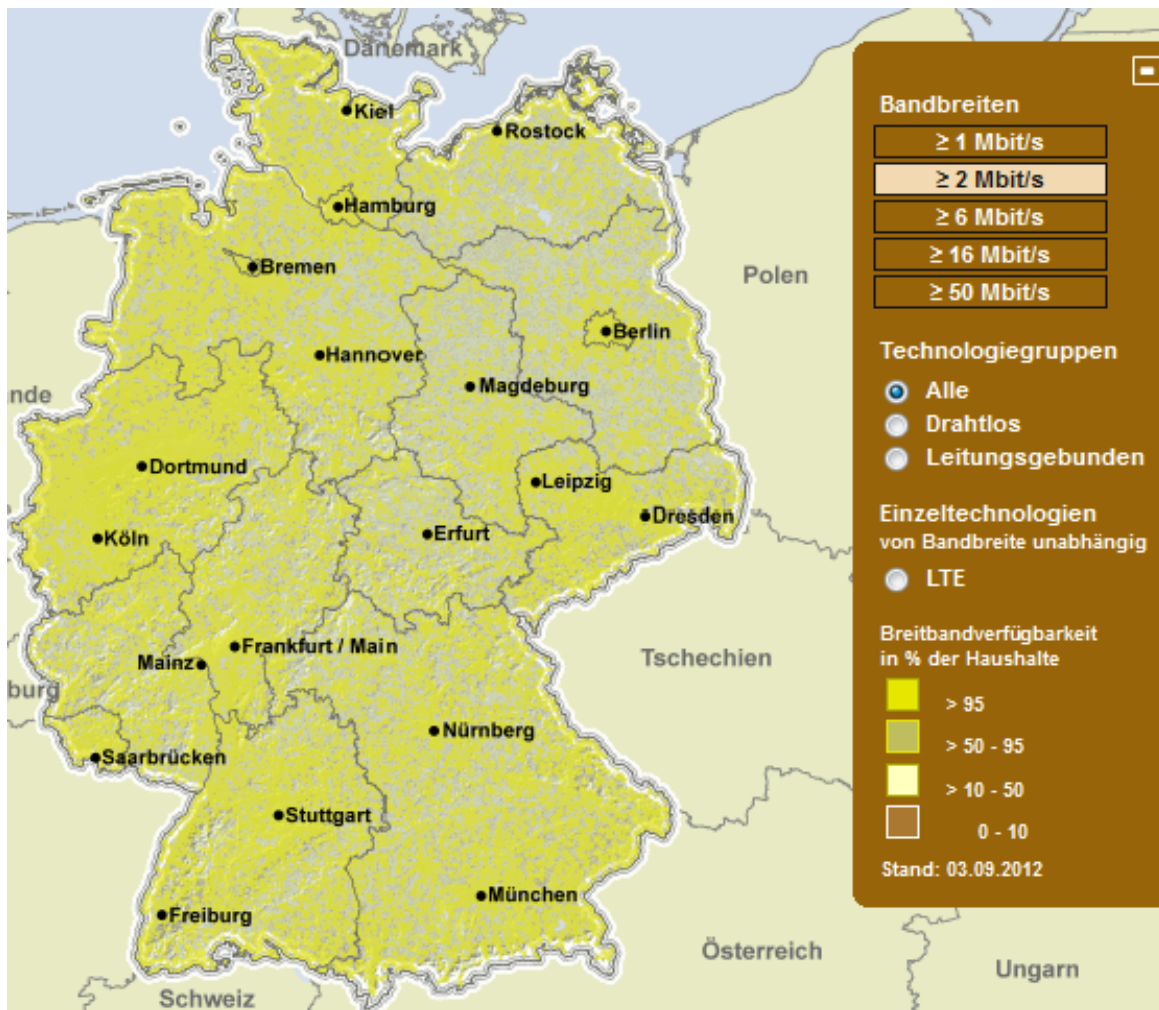 Dänemark
Kiel
Rostock
Hamburg
Bremen
Polen
Berlin
Hannover
Magdeburg
nde
Dortmund
Leipzig
Dresden
Köln
Erfurt
Frankfurt / Main
Mainz
Tschechien
burg
Nürnberg
Saarbrücken
Stuttgart
München
Freiburg
Österreich
Ungarn
Schweiz
Bandbreiten
≥ 1 Mbit/s
≥ 2 Mbit/s
≥ 6 Mbit/s
≥ 16 Mbit/s
≥ 50 Mbit/s
Technologiegruppen
Alle
Drahtlos
Leitungsgebunden
Einzeltechnologien
von Bandbreite unabhängig
LTE
Breitbandverfügbarkeit
in % der Haushalte
> 95
> 50 - 95
> 10 - 50
0 - 10
Stand: 03.09.2012